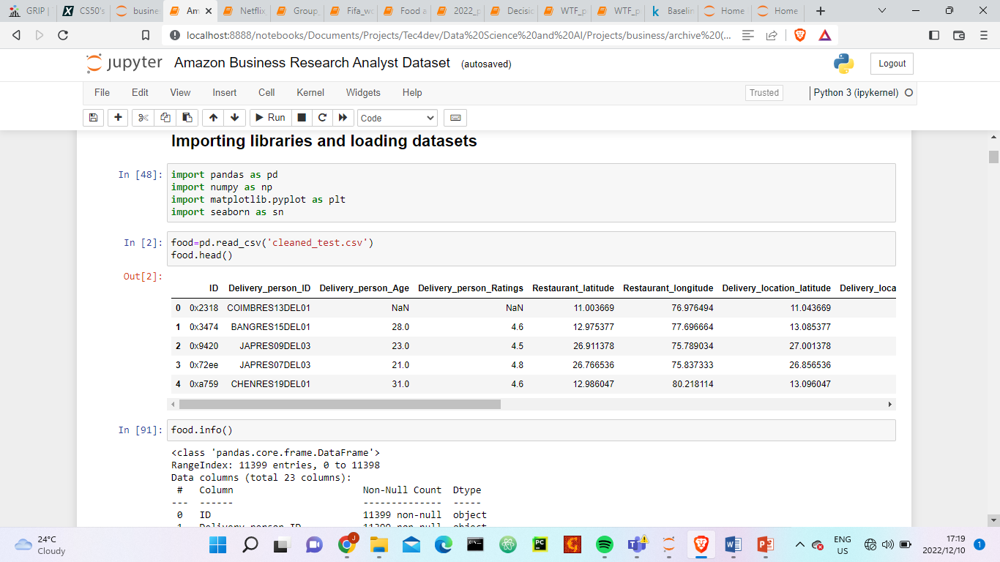 GRIP |
CS50's
busine
Am
Netflix
Group_
Fifa_wo
Food a
2022_p
Decisio
WTF_p
WTF_p
Baselin
Home
Home
localhost:8888/notebooks/Documents/Projects/Tec4dev/Data%20Science%20and%20AI/Projects/business/archive%20(...
jupyter Amazon Business Research Analyst Dataset (autosaved)
Logout
File Edit View Insert Cell Kernel Widgets Help
Trusted
Python 3 (ipykernel)
Run
Code
Importing libraries and loading datasets
In [48]: import pandas as pd
import numpy as np
import matplotlib.pyplot as plt
import seaborn as sn
In [2]: food=pd.read_csv('cleaned_test.csv')
food.head()
Out[2]:
ID Delivery_person_ID Delivery_person_Age Delivery_person_Ratings Restaurant_latitude Restaurant_longitude Delivery_location_latitude Delivery_loca
0 0x2318 COIMBRES13DEL01 NaN NaN 11.003669 76.976494 11.043669
1 0x3474 BANGRES15DEL01 28.0 4.6 12.975377 77.696664 13.085377
2 0x9420 JAPRES09DEL03 23.0 4.5 26.911378 75.789034 27.001378
3 0x72ee JAPRES07DEL03 21.0 4.8 26.766536 75.837333 26.856536
4 0xa759 CHENRES19DEL01 31.0 4.6 12.986047 80.218114 13.096047
In [91]: food.info()
<class 'pandas.core.frame.DataFrame'>
RangeIndex: 11399 entries, 0 to 11398
Data columns (total 23 columns):
# Column Non-Null Count Dtype
--- ------ -------------- -----
0 ID 11399 non-null object
1 Delivery_person_ID 11399 non-null object
24°C
Cloudy
ENG
US
17:19
2022/12/10
1